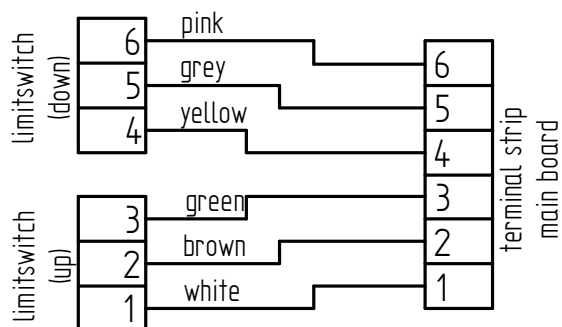 limitswitch
(down)
6
5
4
pink
grey
yellow
limitswitch
(up)
3
2
1
green
brown
white
6
5
4
3
2
1
terminal strip
main board